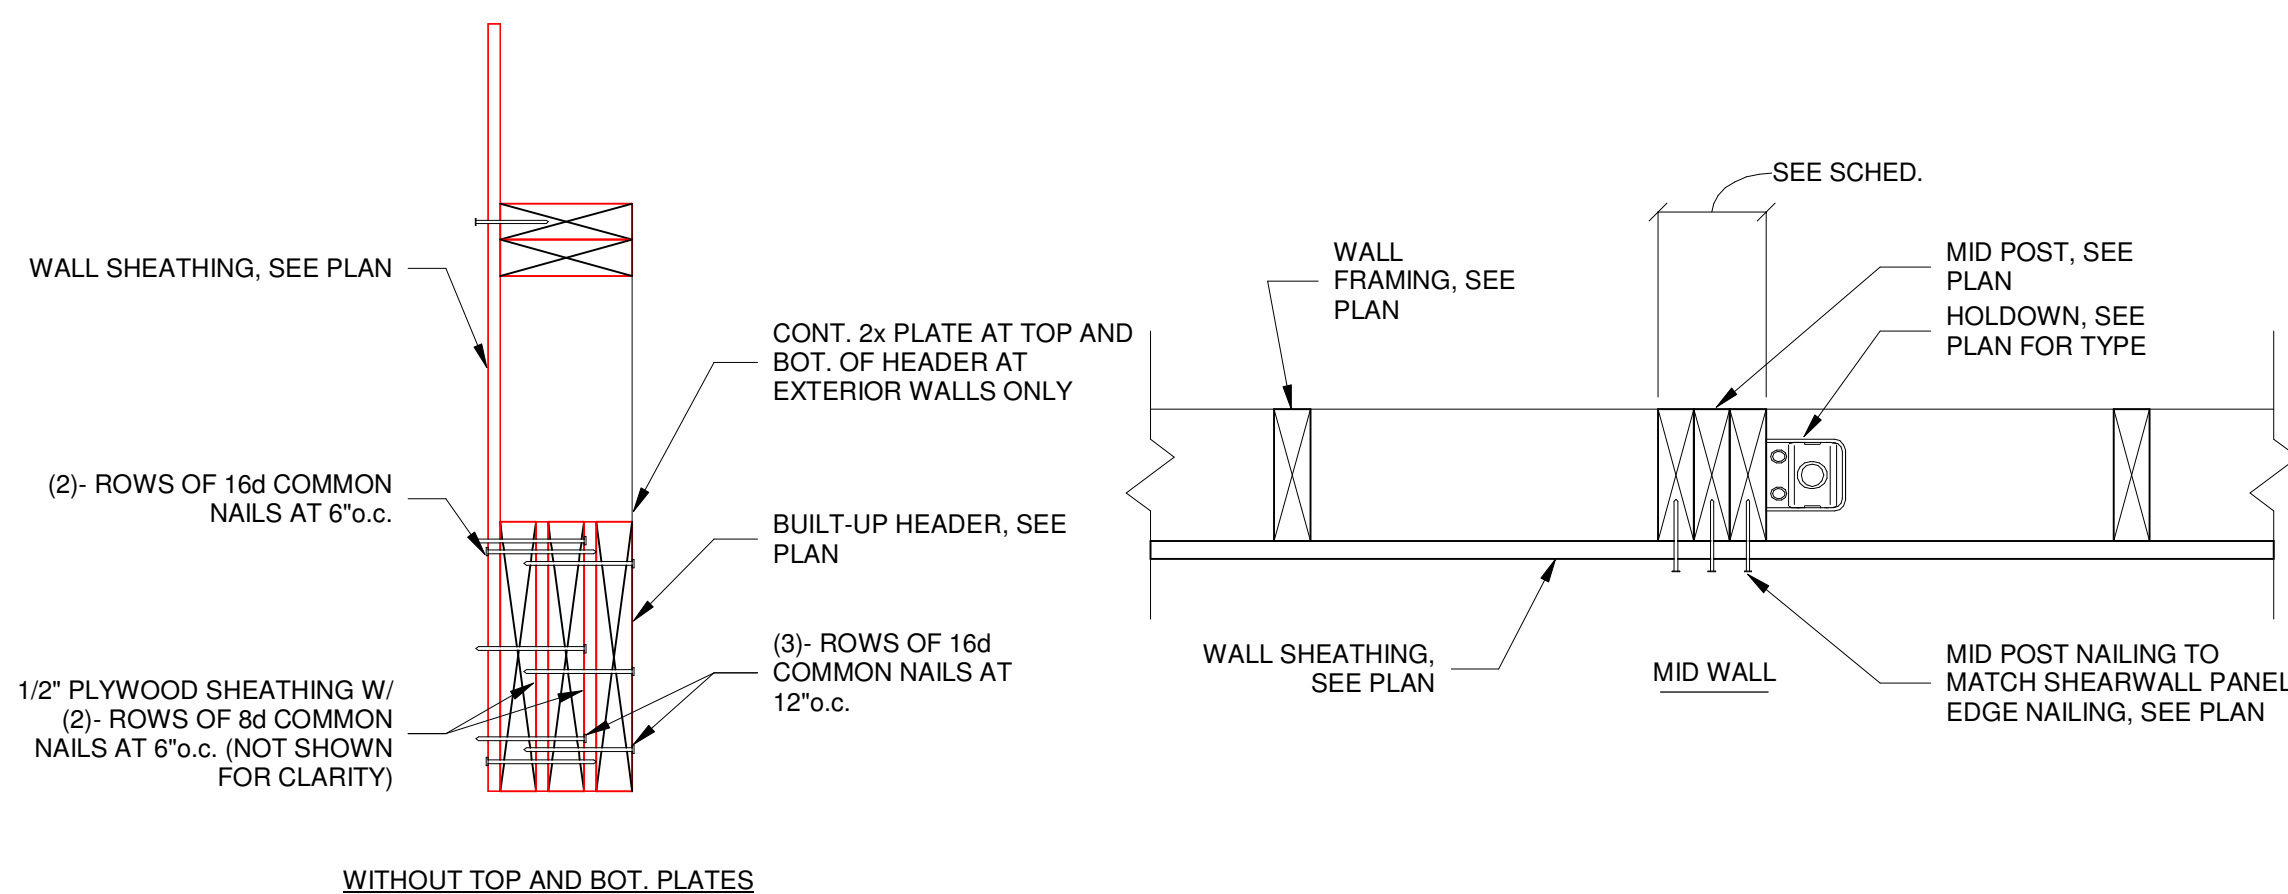 WALL SHEATHING, SEE PLAN
(2)- ROWS OF 16d COMMON
NAILS AT 6"o.c.
1/2" PLYWOOD SHEATHING W/
(2)- ROWS OF 8d COMMON
NAILS AT 6"o.c. (NOT SHOWN
FOR CLARITY)
CONT. 2x PLATE AT TOP AND
BOT. OF HEADER AT
EXTERIOR WALLS ONLY
BUILT-UP HEADER, SEE
PLAN
(3)- ROWS OF 16d
COMMON NAILS AT
12"o.c.
WITHOUT TOP AND BOT. PLATES
SEE SCHED.
WALL
FRAMING, SEE
PLAN
MID POST, SEE
PLAN
HOLDOWN, SEE
PLAN FOR TYPE
WALL SHEATHING,
SEE PLAN
MID WALL
MID POST NAILING TO
MATCH SHEARWALL PANEL
EDGE NAILING, SEE PLAN